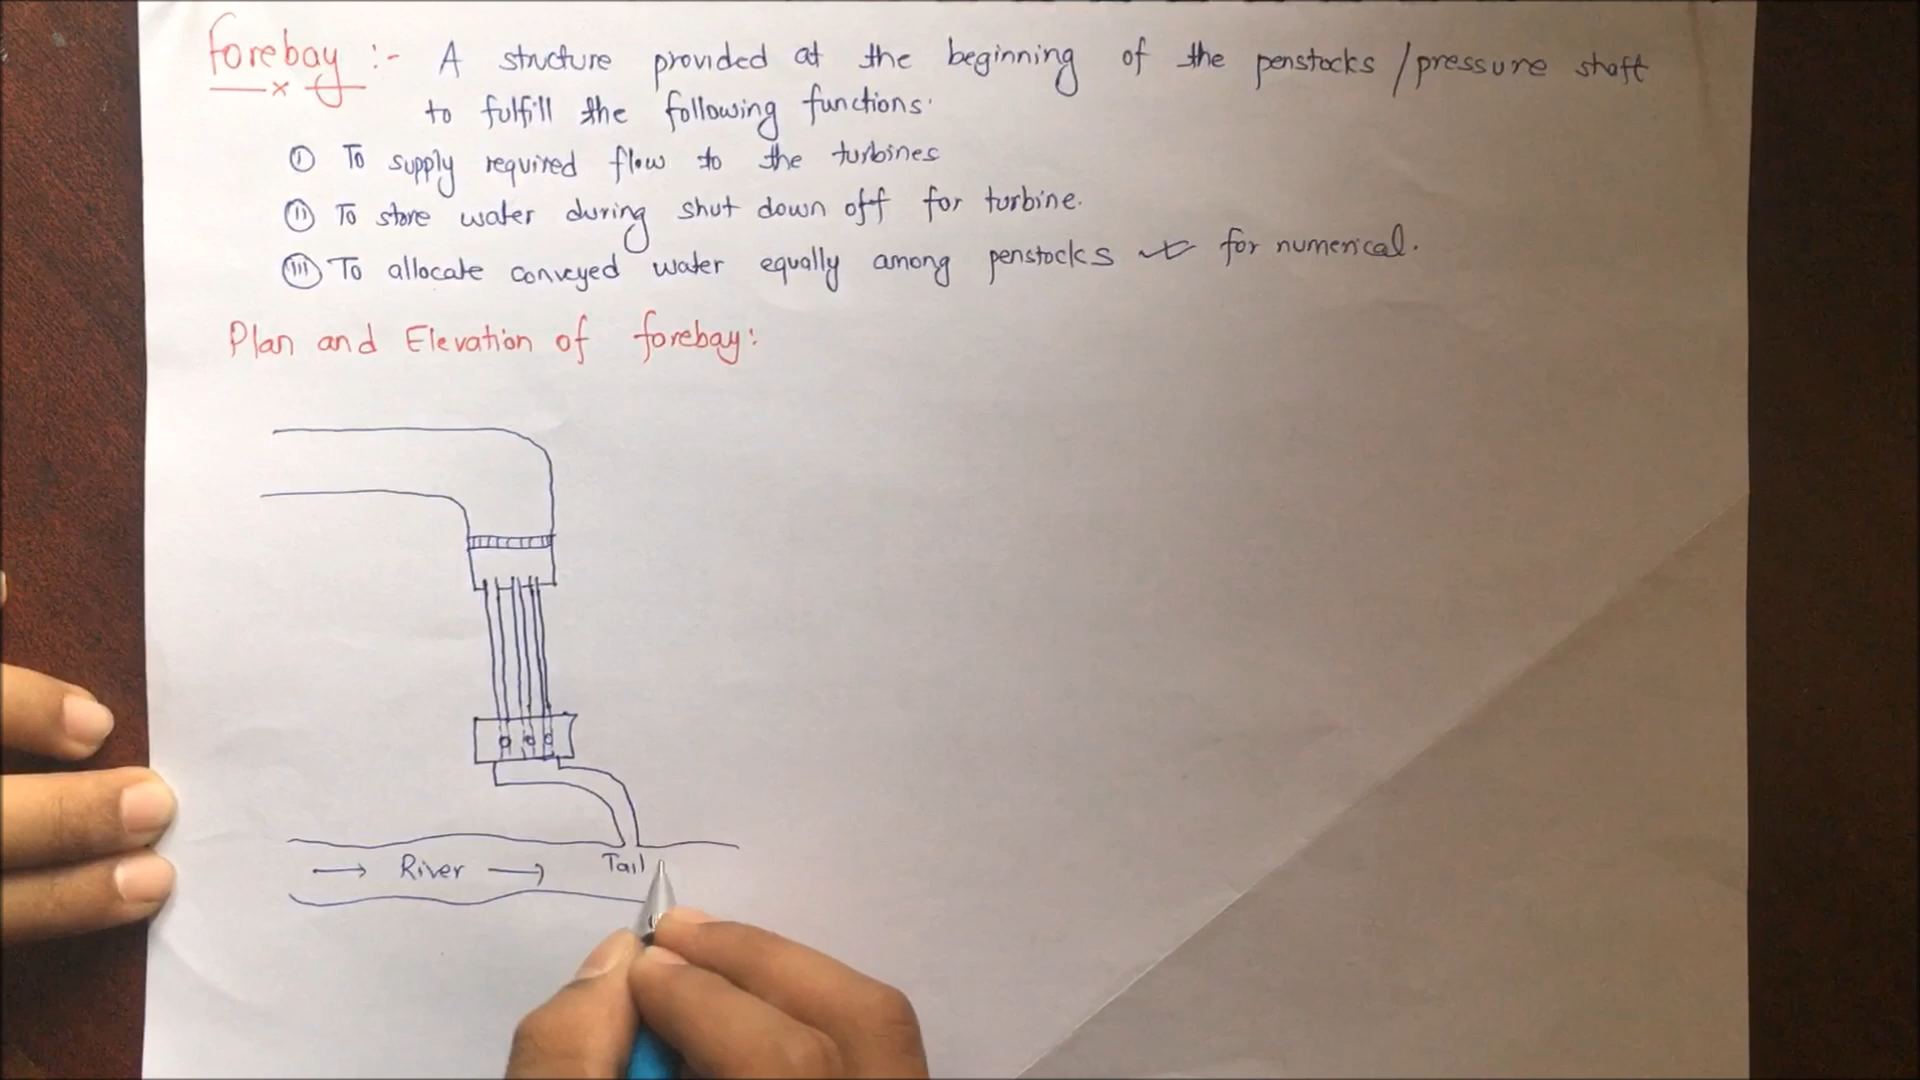 forebay :- A structure provided at the beginning of the penstocks / pressure shaft
to fulfill the following functions.
(i) To supply required flow to the turbines
(ii) To store water during shut down off for turbine.
(iii) To allocate conveyed water equally among penstocks for numerical.
Plan and Elevation of forebay:
→ River → Tail